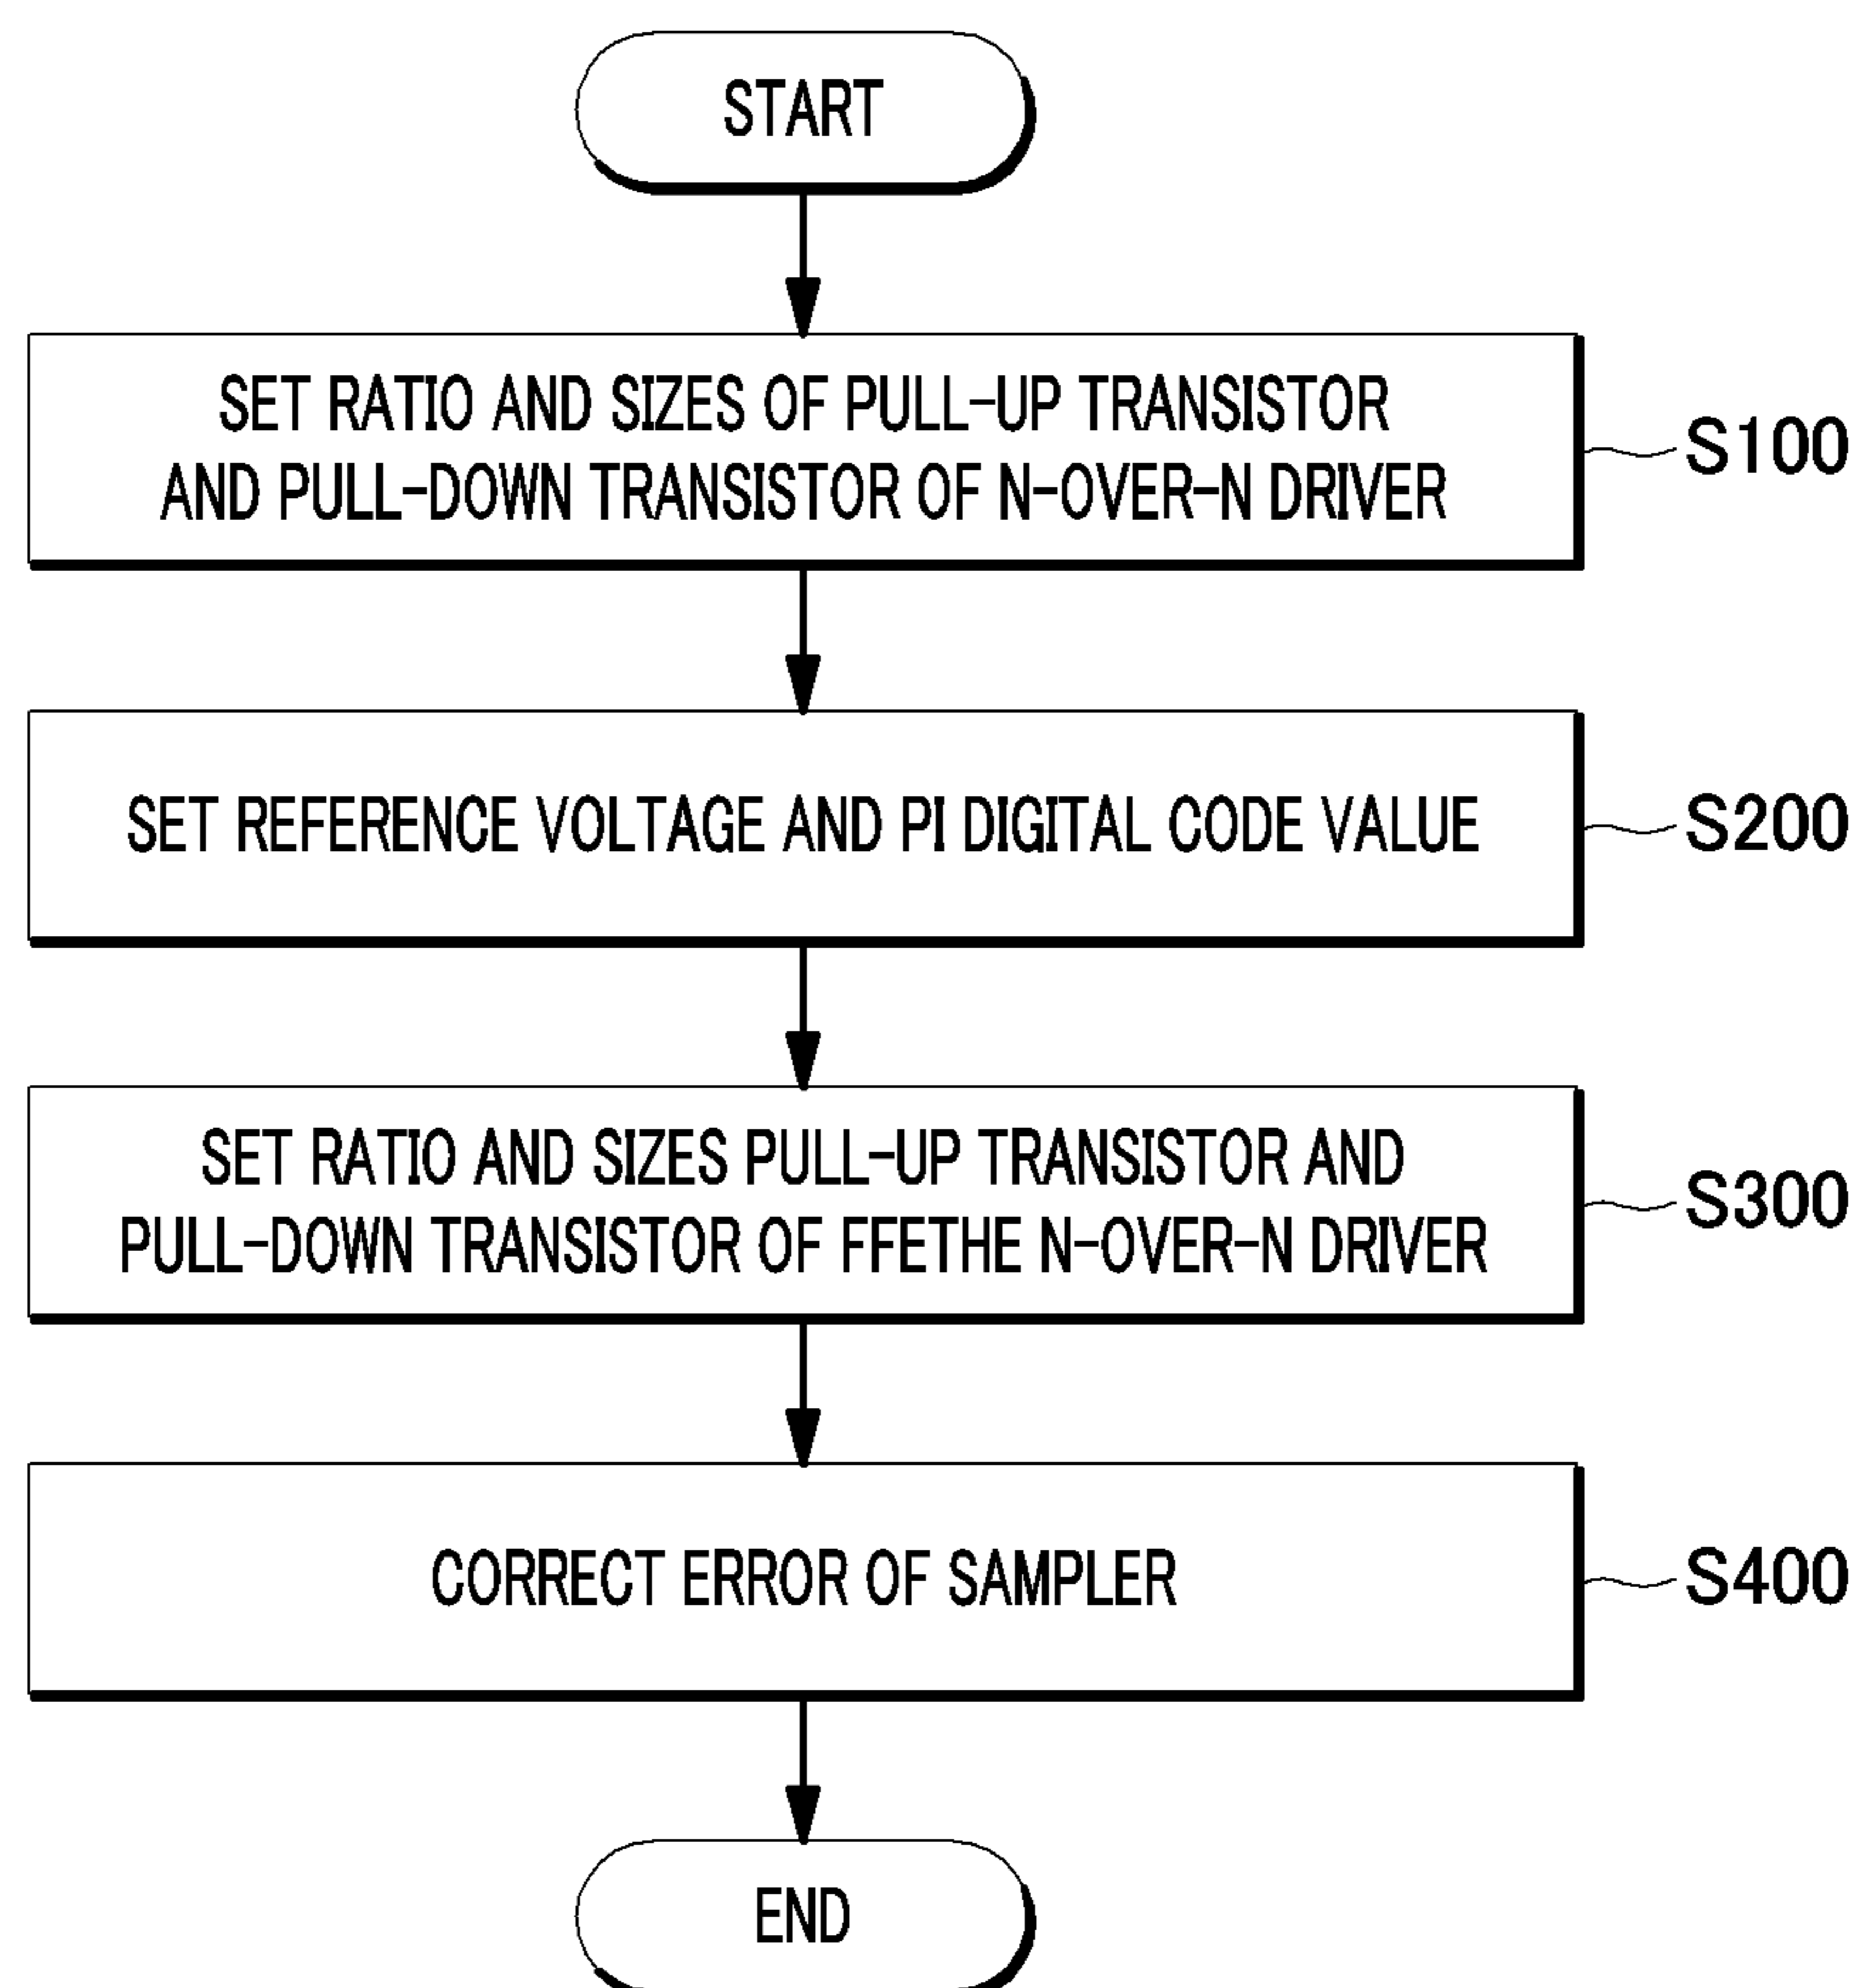 START
SET RATIO AND SIZES OF PULL-UP TRANSISTOR
AND PULL-DOWN TRANSISTOR OF N-OVER-N DRIVER
S100
SET REFERENCE VOLTAGE AND PI DIGITAL CODE VALUE
S200
SET RATIO AND SIZES PULL-UP TRANSISTOR AND
PULL-DOWN TRANSISTOR OF FFETHE N-OVER-N DRIVER
S300
CORRECT ERROR OF SAMPLER
S400
END